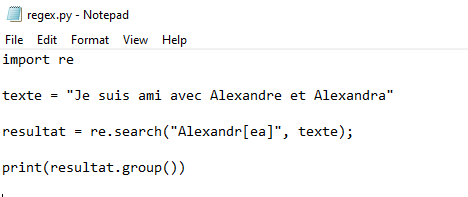 regex.py - Notepad
File Edit Format View Help
import re
texte = "Je suis ami avec Alexandre et Alexandra"
resultat = re.search("Alexandr[ea]", texte);
print(resultat.group())